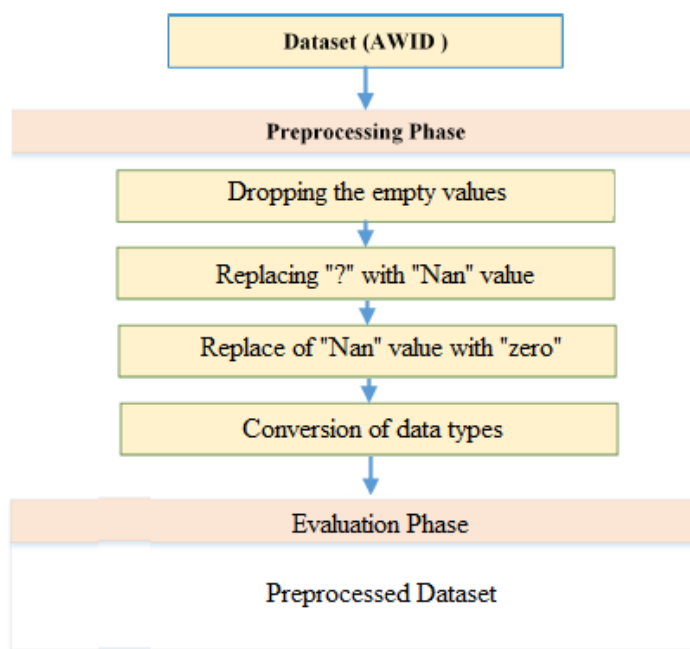 Dataset (AWID )
Preprocessing Phase
Dropping the empty values
Replacing "?" with "Nan" value
Replace of "Nan" value with "zero"
Conversion of data types
Evaluation Phase
Preprocessed Dataset